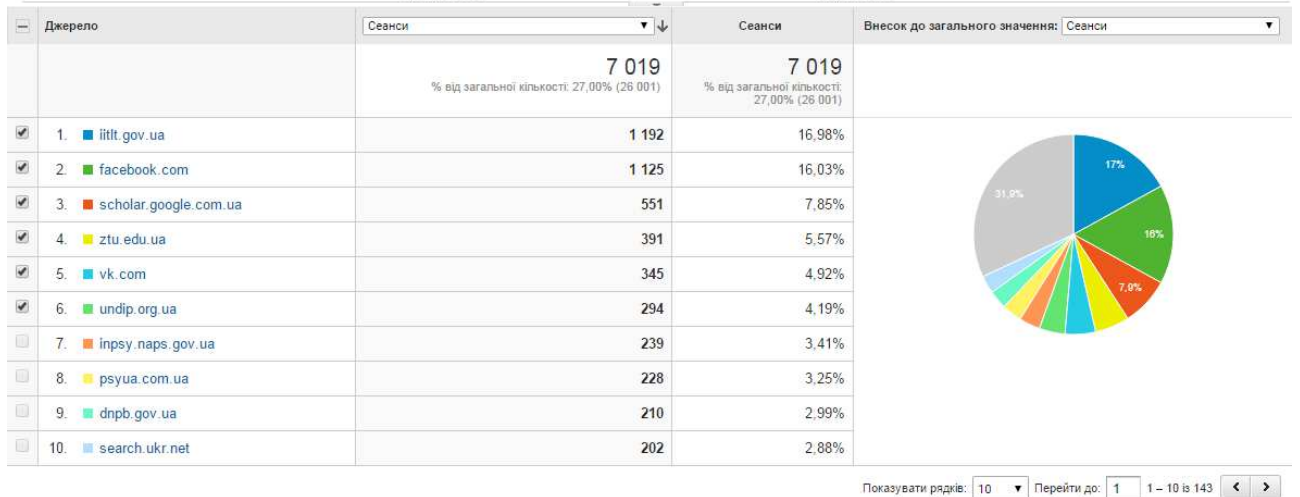 Джерело Сеанси Сеанси Внесок до загального значення: Сеанси
7 019 7 019
% від загальної кількості: 27,00% (26 001) % від загальної кількості:
27,00% (26 001)
1. iitlt.gov.ua 1 192 16,98%
2. facebook.com 1 125 16,03%
3. scholar.google.com.ua 551 7,85%
4. ztu.edu.ua 391 5,57%
5. vk.com 345 4,92%
6. undip.org.ua 294 4,19%
7. inpsy.naps.gov.ua 239 3,41%
8. psyua.com.ua 228 3,25%
9. dnpb.gov.ua 210 2,99%
10. search.ukr.net 202 2,88%
17%
31,9%
16%
7,9%
Показувати рядків: 10 Перейти до: 1 1 – 10 із 143